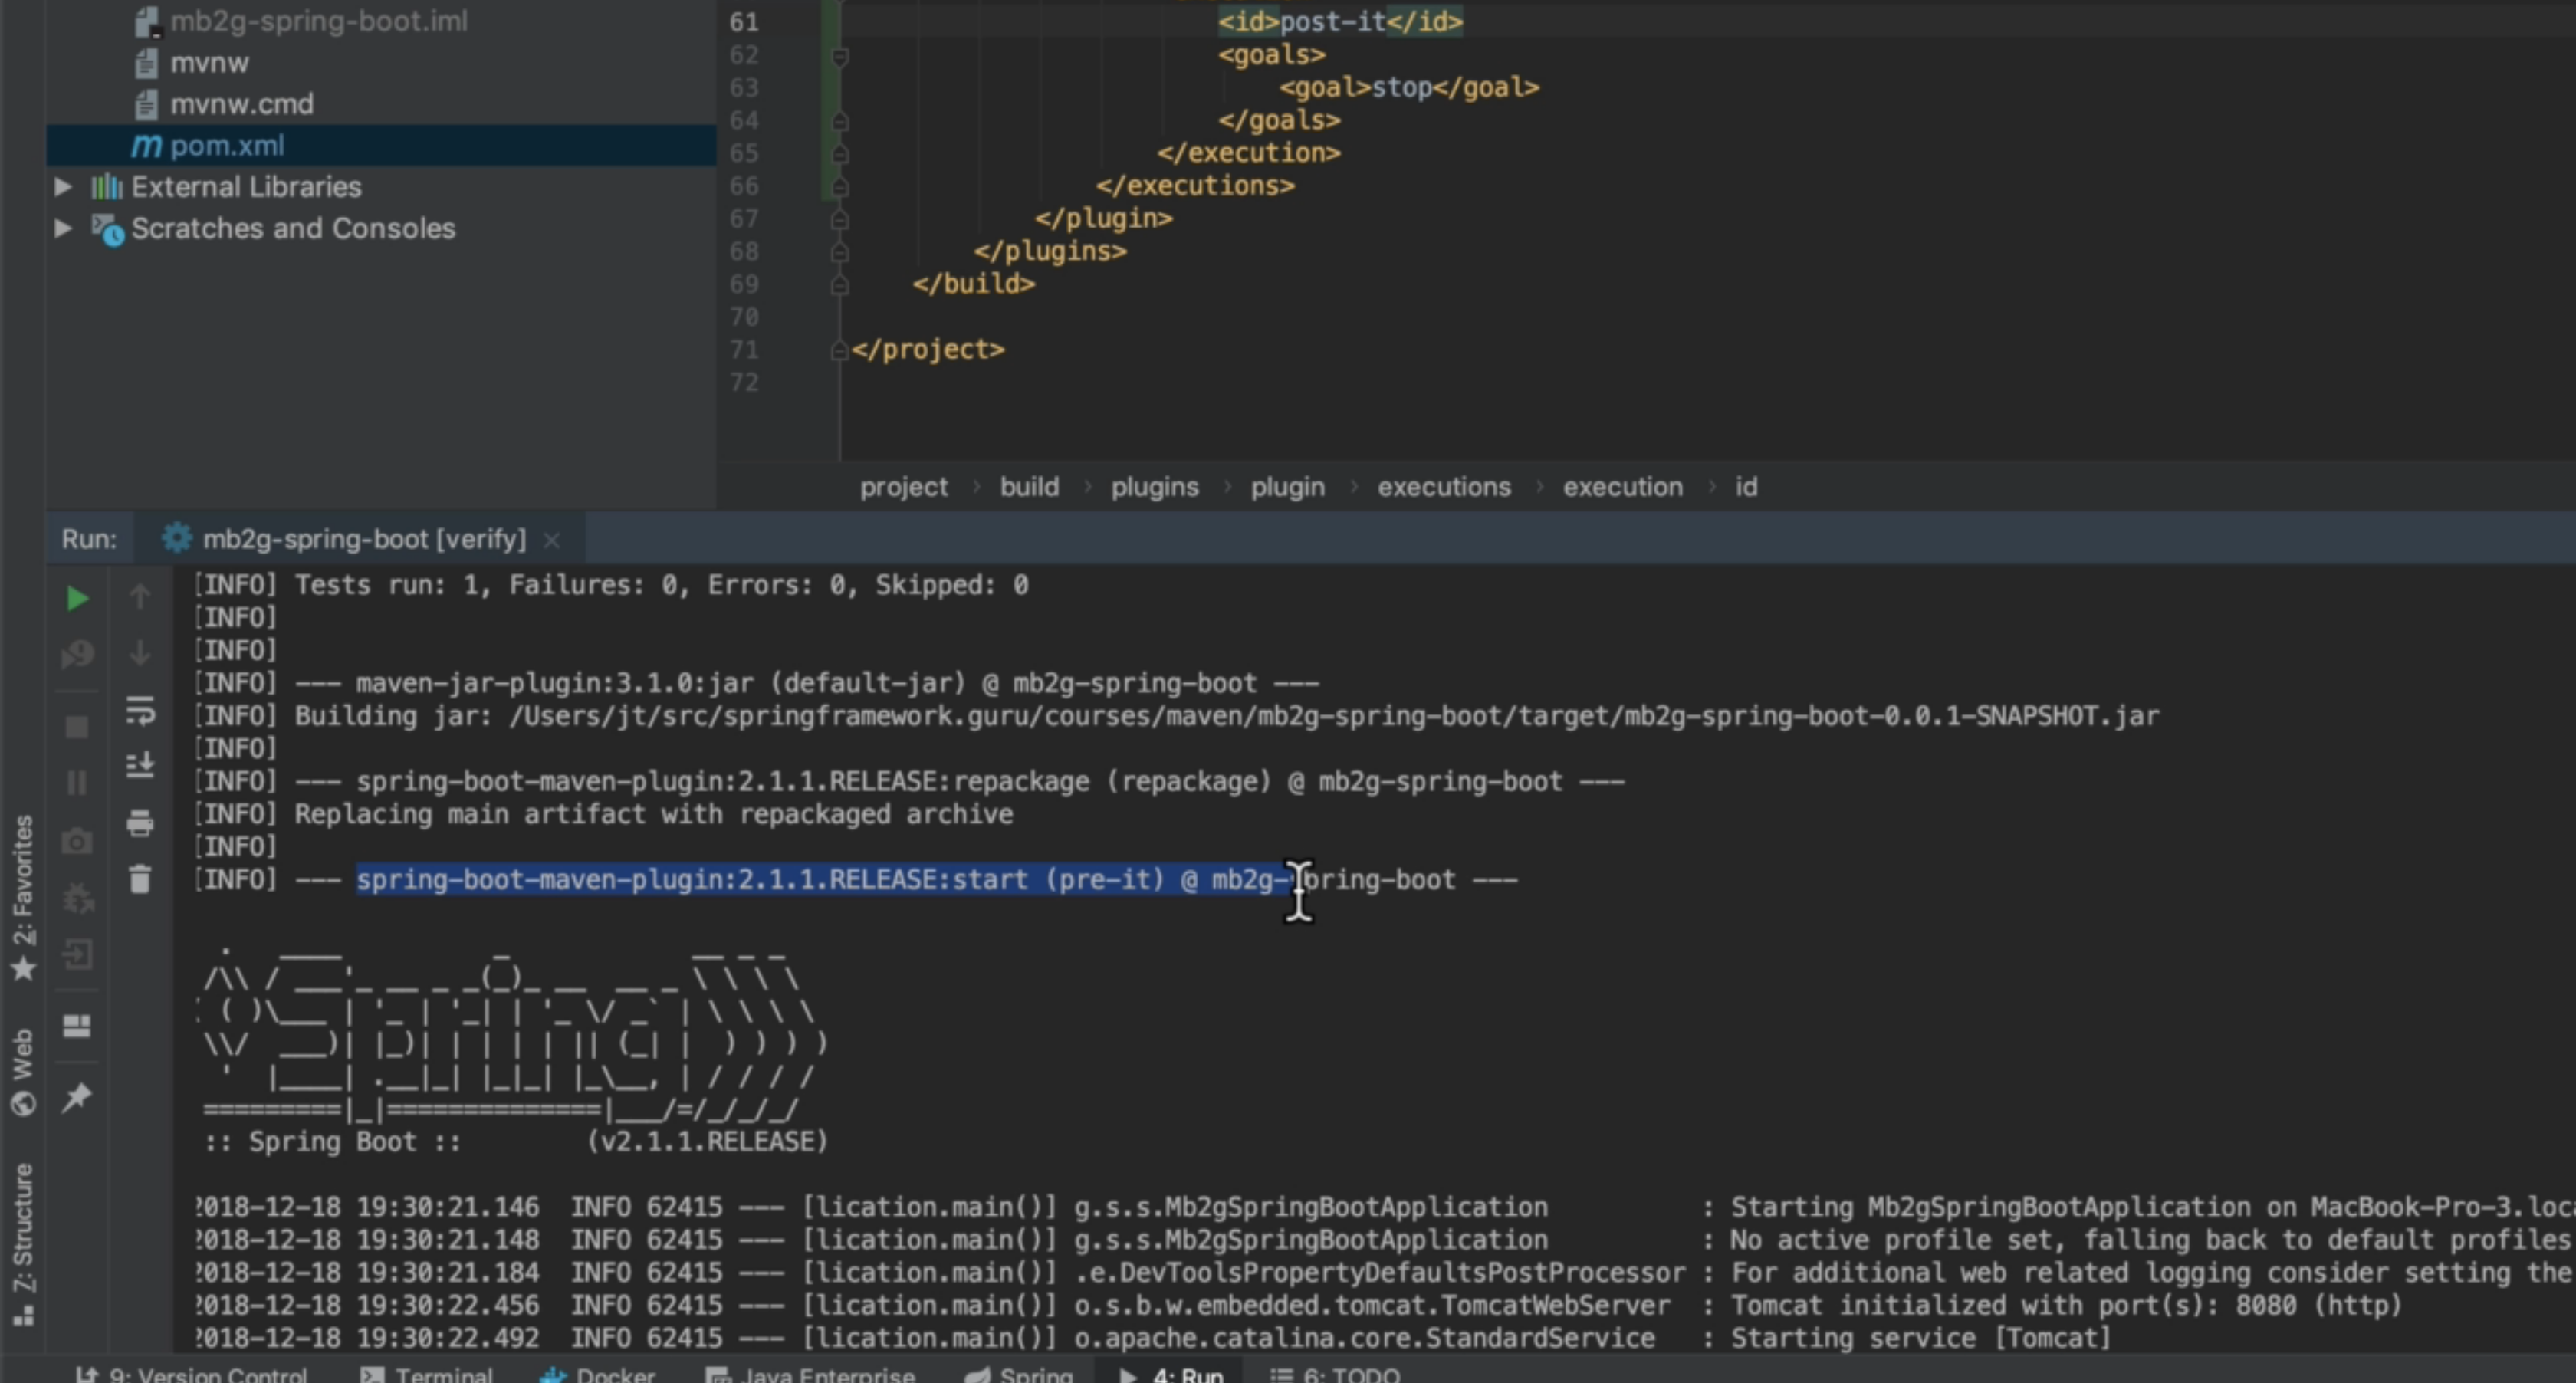 mb2g-spring-boot.iml
mvnw
mvnw.cmd
pom.xml
External Libraries
Scratches and Consoles
61 <id>post-it</id>
62 <goals>
63 <goal>stop</goal>
64 </goals>
65 </execution>
66 </executions>
67 </plugin>
68 </plugins>
69 </build>
70
71 </project>
72
project › build › plugins › plugin › executions › execution › id
Run: mb2g-spring-boot [verify] ×
[INFO] Tests run: 1, Failures: 0, Errors: 0, Skipped: 0
[INFO]
[INFO]
[INFO] --- maven-jar-plugin:3.1.0:jar (default-jar) @ mb2g-spring-boot ---
[INFO] Building jar: /Users/jt/src/springframework.guru/courses/maven/mb2g-spring-boot/target/mb2g-spring-boot-0.0.1-SNAPSHOT.jar
[INFO]
[INFO] --- spring-boot-maven-plugin:2.1.1.RELEASE:repackage (repackage) @ mb2g-spring-boot ---
[INFO] Replacing main artifact with repackaged archive
[INFO]
[INFO] --- spring-boot-maven-plugin:2.1.1.RELEASE:start (pre-it) @ mb2g-spring-boot ---
Spring
:: Spring Boot :: (v2.1.1.RELEASE)
2018-12-18 19:30:21.146 INFO 62415 --- [lication.main()] g.s.s.Mb2gSpringBootApplication : Starting Mb2gSpringBootApplication on MacBook-Pro-3.loc
2018-12-18 19:30:21.148 INFO 62415 --- [lication.main()] g.s.s.Mb2gSpringBootApplication : No active profile set, falling back to default profiles
2018-12-18 19:30:21.184 INFO 62415 --- [lication.main()] .e.DevToolsPropertyDefaultsPostProcessor : For additional web related logging consider setting the
2018-12-18 19:30:22.456 INFO 62415 --- [lication.main()] o.s.b.w.embedded.tomcat.TomcatWebServer : Tomcat initialized with port(s): 8080 (http)
2018-12-18 19:30:22.492 INFO 62415 --- [lication.main()] o.apache.catalina.core.StandardService : Starting service [Tomcat]
2: Favorites
Web
7: Structure
9: Version Control Terminal Docker Java Enterprise Spring 4: Run 6: TODO